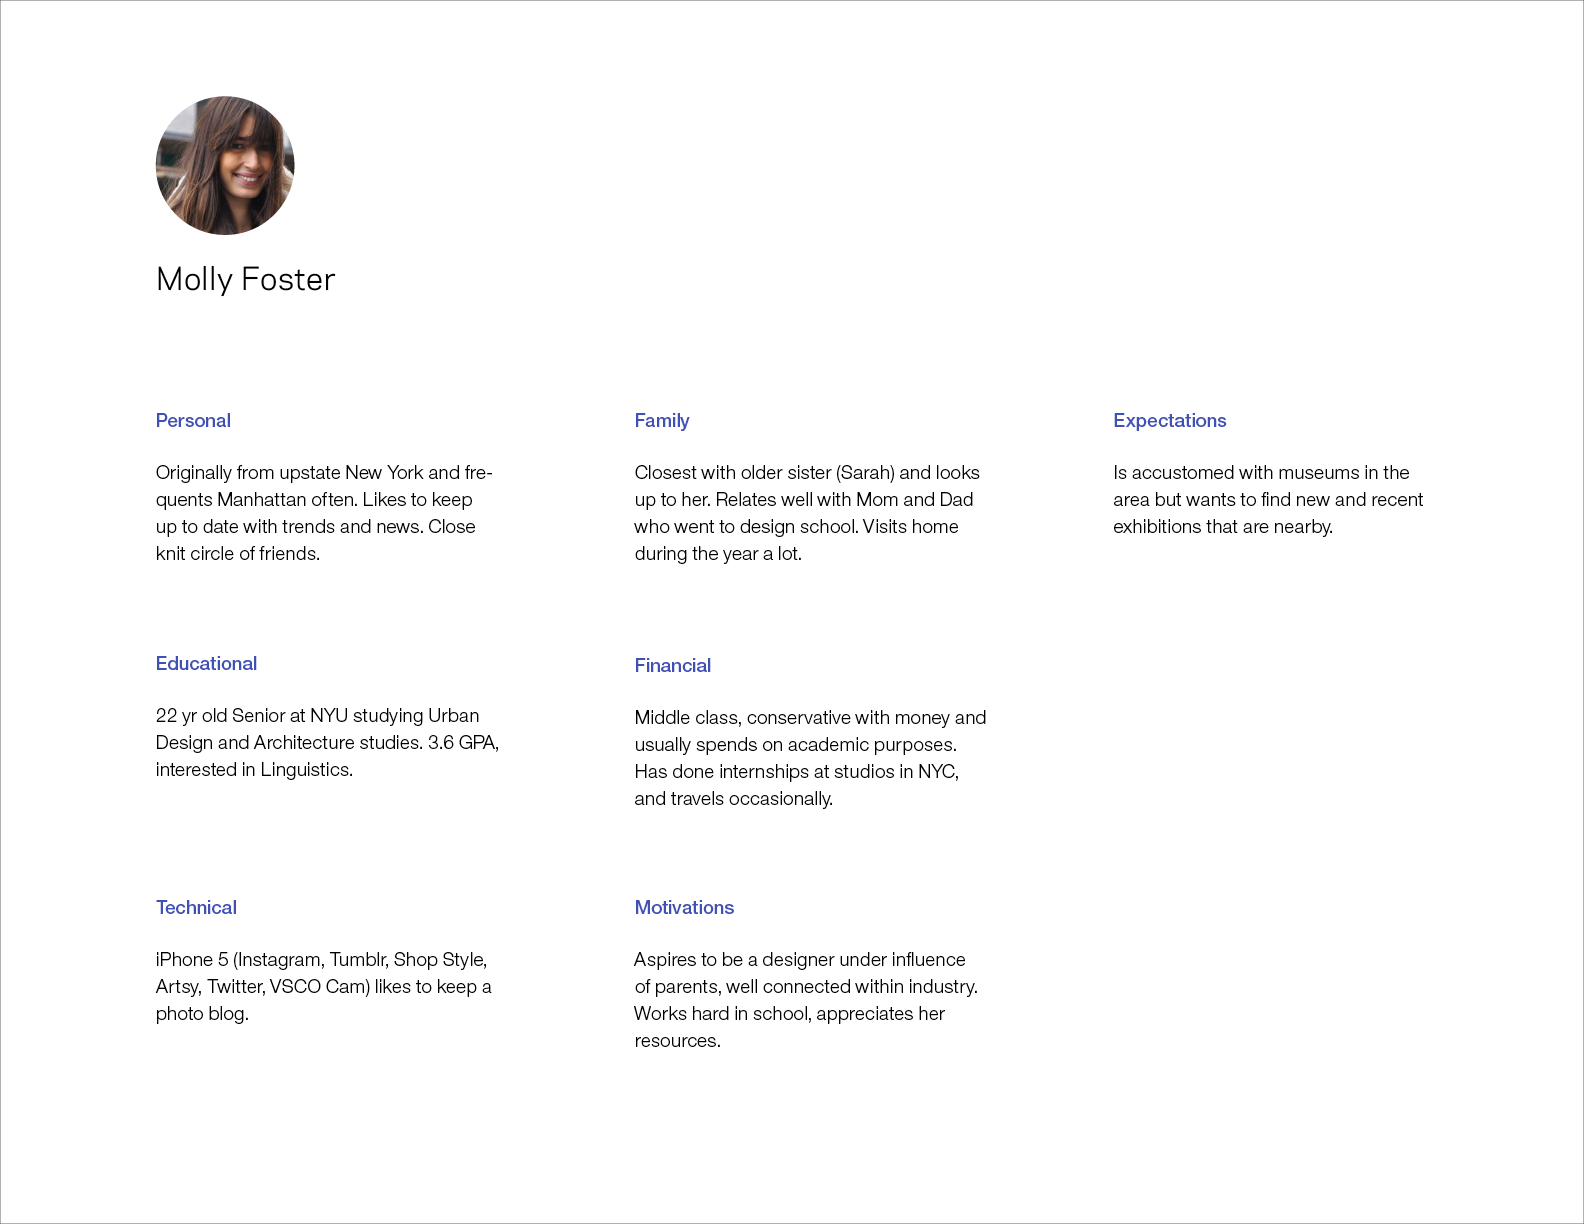 Molly Foster
Personal
Originally from upstate New York and fre-
quents Manhattan often. Likes to keep
up to date with trends and news. Close
knit circle of friends.
Educational
22 yr old Senior at NYU studying Urban
Design and Architecture studies. 3.6 GPA,
interested in Linguistics.
Technical
iPhone 5 (Instagram, Tumblr, Shop Style,
Artsy, Twitter, VSCO Cam) likes to keep a
photo blog.
Family
Closest with older sister (Sarah) and looks
up to her. Relates well with Mom and Dad
who went to design school. Visits home
during the year a lot.
Financial
Middle class, conservative with money and
usually spends on academic purposes.
Has done internships at studios in NYC,
and travels occasionally.
Motivations
Aspires to be a designer under influence
of parents, well connected within industry.
Works hard in school, appreciates her
resources.
Expectations
Is accustomed with museums in the
area but wants to find new and recent
exhibitions that are nearby.